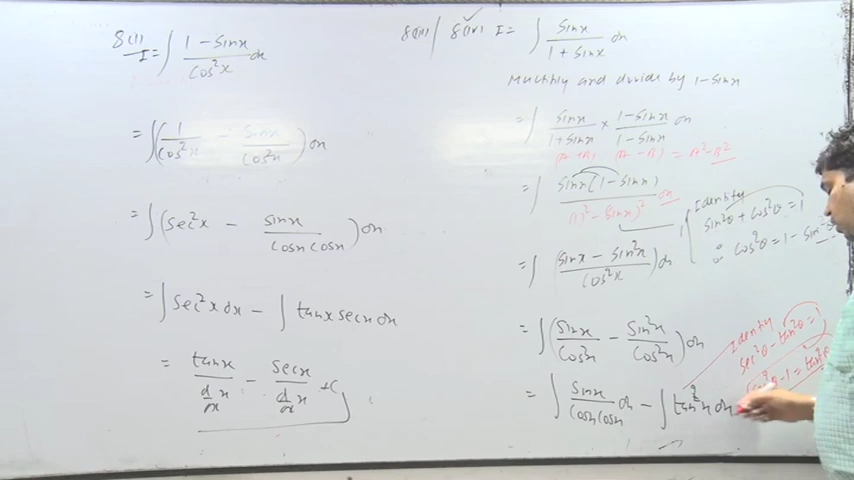 8(i) I = ∫ (1 - sinx)/(cos²x) dx
= ∫ (1/cos²x - sinx/cos²x) dx
= ∫ (sec²x - sinx/(cosx cosx)) dx
= ∫ sec²x dx - ∫ tanx secx dx
= tanx/(d/dx x) - secx/(d/dx x) + C
8(iv) I = ∫ sinx/(1 + sinx) dx
Multiply and divide by 1 - sinx
= ∫ sinx/(1 + sinx) × (1 - sinx)/(1 - sinx) dx
(A + B) (A - B) = A² - B²
= ∫ sinx(1 - sinx)/((1)² - (sinx)²) dx
Identity
sin²θ + cos²θ = 1
∴ cos²θ = 1 - sin²θ
= ∫ (sinx - sin²x)/(cos²x) dx
= ∫ (sinx/cos²x - sin²x/cos²x) dx
Identity
sec²θ - tan²θ = 1
sec²θ - 1 = tan²θ
= ∫ sinx/(cosx cosx) dx - ∫ tan²x dx